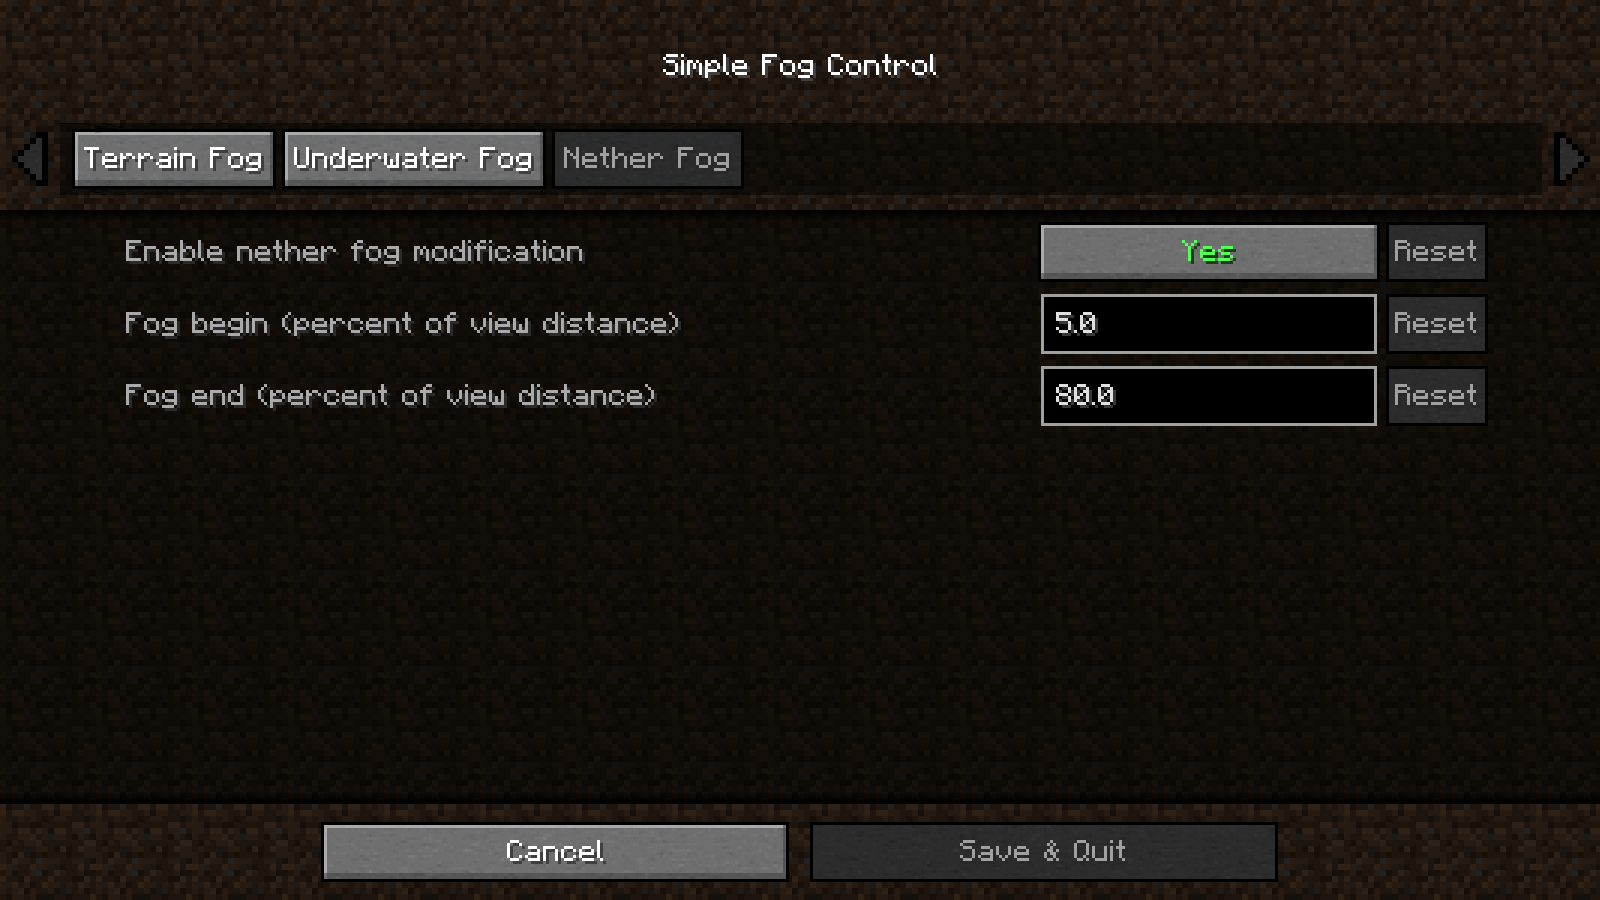 Simple Fog Control
Terrain Fog Underwater Fog Nether Fog
Enable nether fog modification Yes Reset
Fog begin (percent of view distance) 5.0 Reset
Fog end (percent of view distance) 80.0 Reset
Cancel Save & Quit